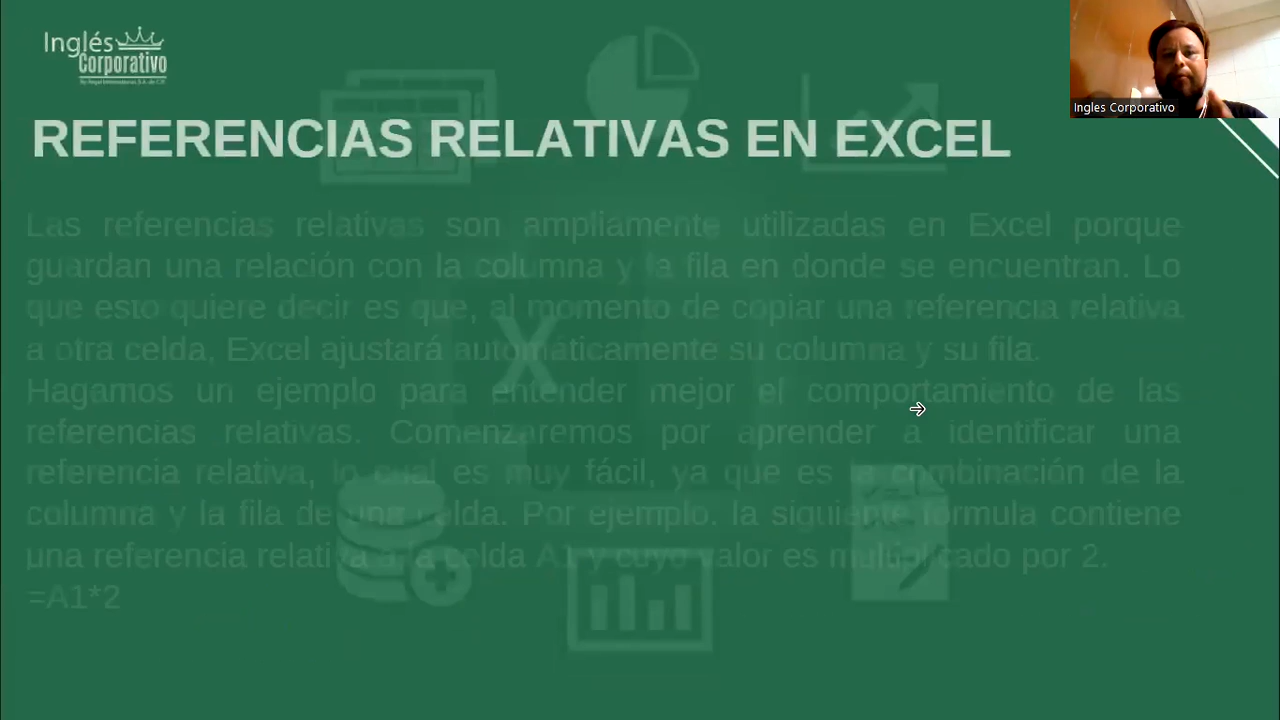 Inglés
Corporativo
Ingles Corporativo
REFERENCIAS RELATIVAS EN EXCEL
Las referencias relativas son ampliamente utilizadas en Excel porque
guardan una relación con la columna y la fila en donde se encuentran. Lo
que esto quiere decir es que, al momento de copiar una referencia relativa
a otra celda, Excel ajustará automáticamente su columna y su fila.
Hagamos un ejemplo para entender mejor el comportamiento de las
referencias relativas. Comenzaremos por aprender a identificar una
referencia relativa, lo cual es muy fácil, ya que es la combinación de la
columna y la fila de una celda. Por ejemplo, la siguiente fórmula contiene
una referencia relativa a la celda A1 y cuyo valor es multiplicado por 2.
=A1*2
X